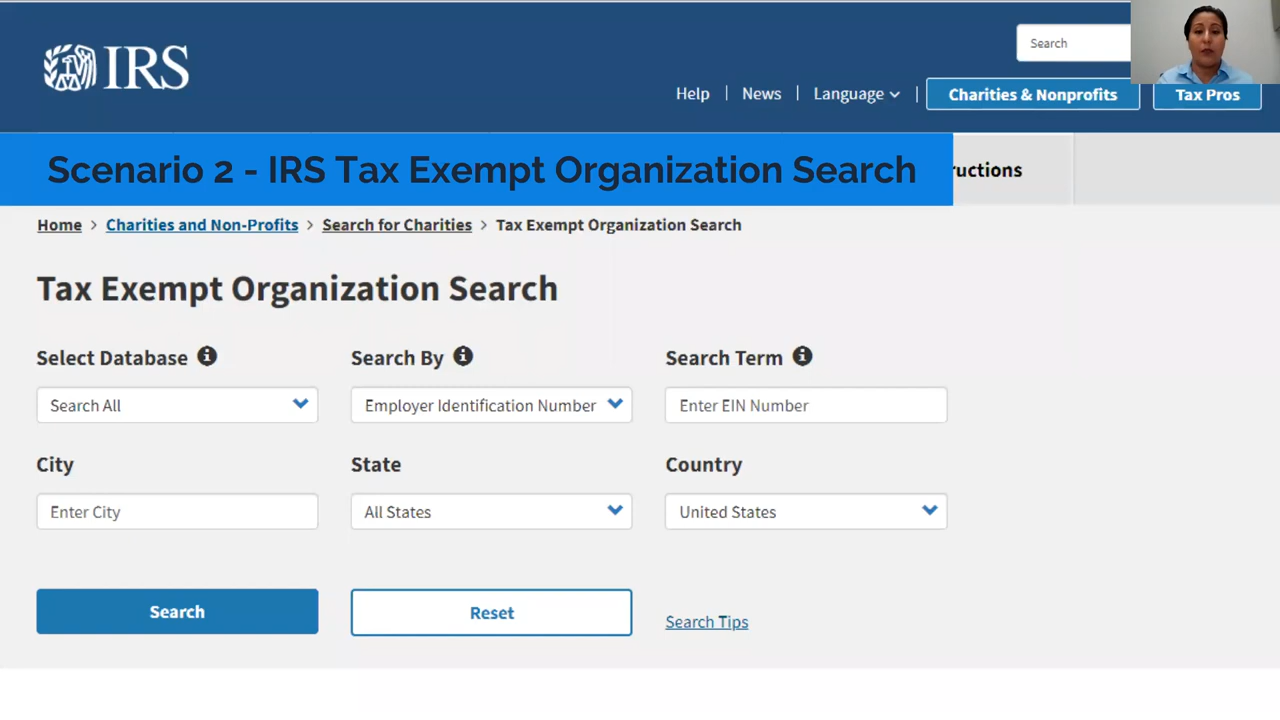 IRS
Search
Help | News | Language | Charities & Nonprofits Tax Pros
Scenario 2 - IRS Tax Exempt Organization Search
ructions
Home > Charities and Non-Profits > Search for Charities > Tax Exempt Organization Search
Tax Exempt Organization Search
Select Database Search By Search Term
Search All Employer Identification Number Enter EIN Number
City State Country
Enter City All States United States
Search Reset Search Tips